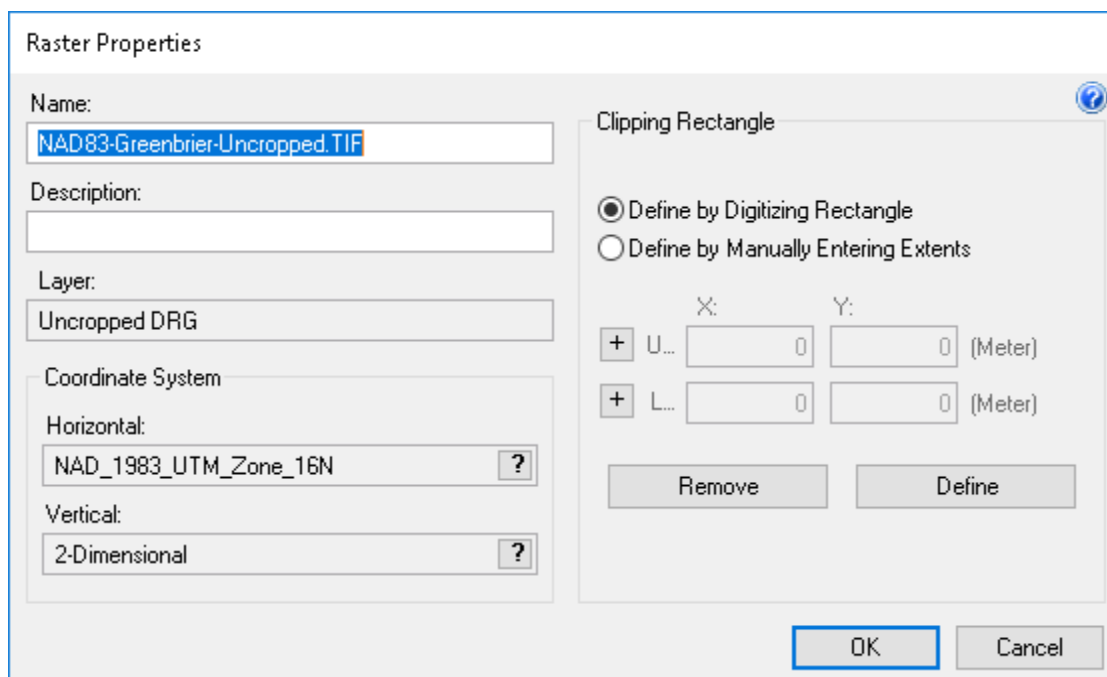 Raster Properties
Name:
NAD83-Greenbrier-Uncropped.TIF
Description:
Layer:
Uncropped DRG
Coordinate System
Horizontal:
NAD_1983_UTM_Zone_16N ?
Vertical:
2-Dimensional ?
?
Clipping Rectangle
Define by Digitizing Rectangle
Define by Manually Entering Extents
X: Y:
+ U... 0 0 (Meter)
+ L... 0 0 (Meter)
Remove Define
OK Cancel